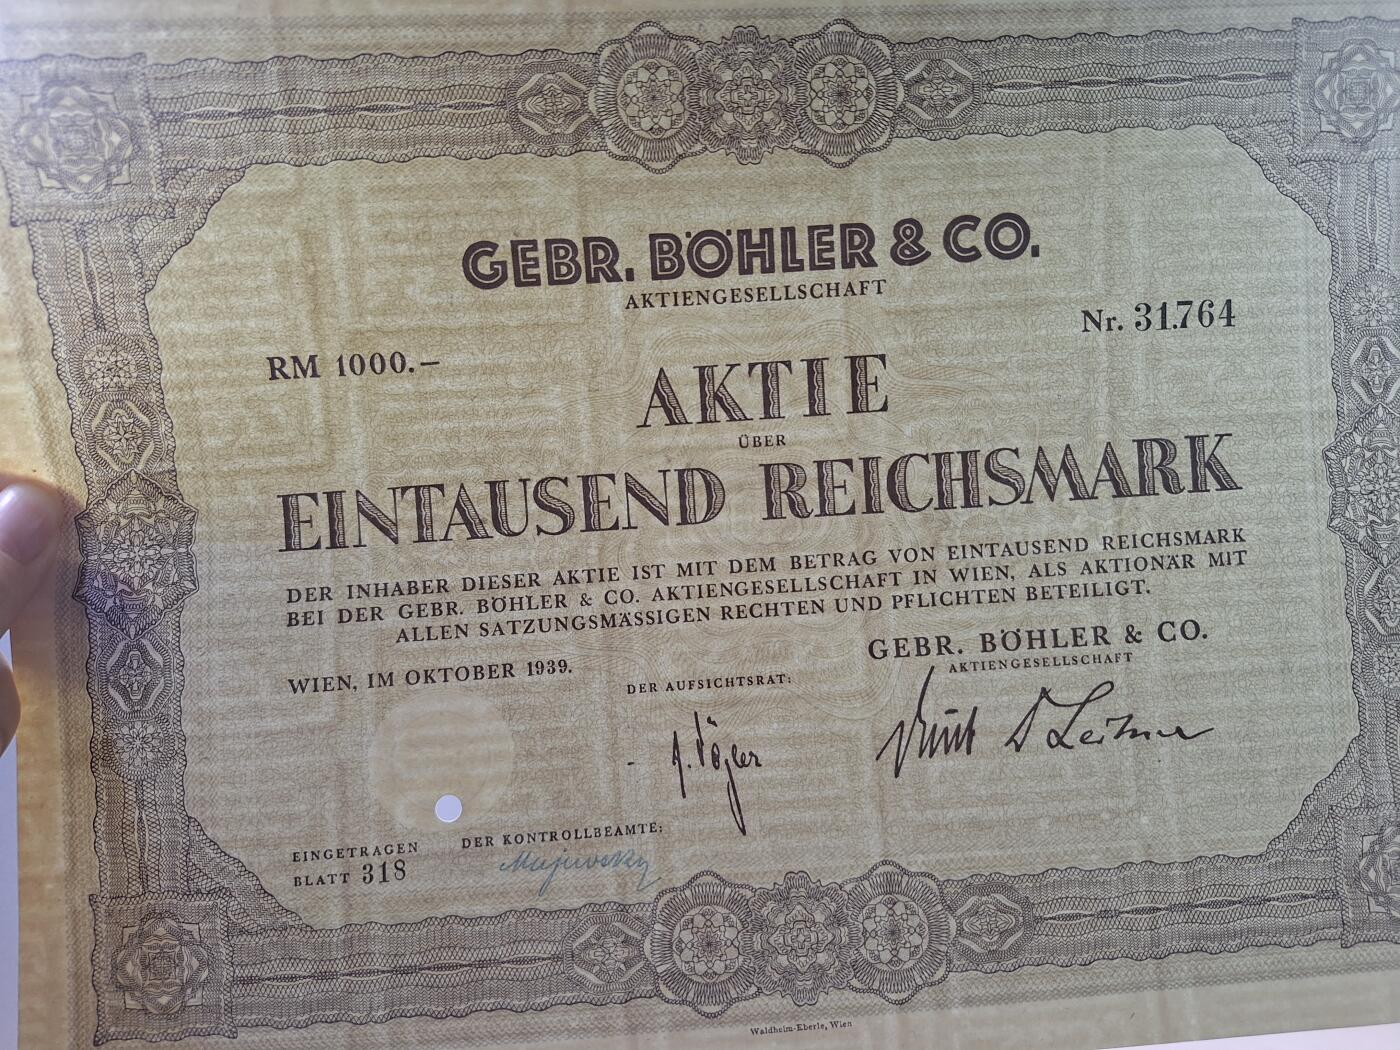 GEBR. BÖHLER & CO.
AKTIENGESELLSCHAFT
Nr. 31.764
RM 1000.–
AKTIE
ÜBER
EINTAUSEND REICHSMARK
DER INHABER DIESER AKTIE IST MIT DEM BETRAG VON EINTAUSEND REICHSMARK
BEI DER GEBR. BÖHLER & CO. AKTIENGESELLSCHAFT IN WIEN, ALS AKTIONÄR MIT
ALLEN SATZUNGSMÄSSIGEN RECHTEN UND PFLICHTEN BETEILIGT.
WIEN, IM OKTOBER 1939.
DER AUFSICHTSRAT:
GEBR. BÖHLER & CO.
AKTIENGESELLSCHAFT
A. Vögler
Leitner
EINGETRAGEN
BLATT 318
DER KONTROLLBEAMTE:
Waldheim-Eberle, Wien